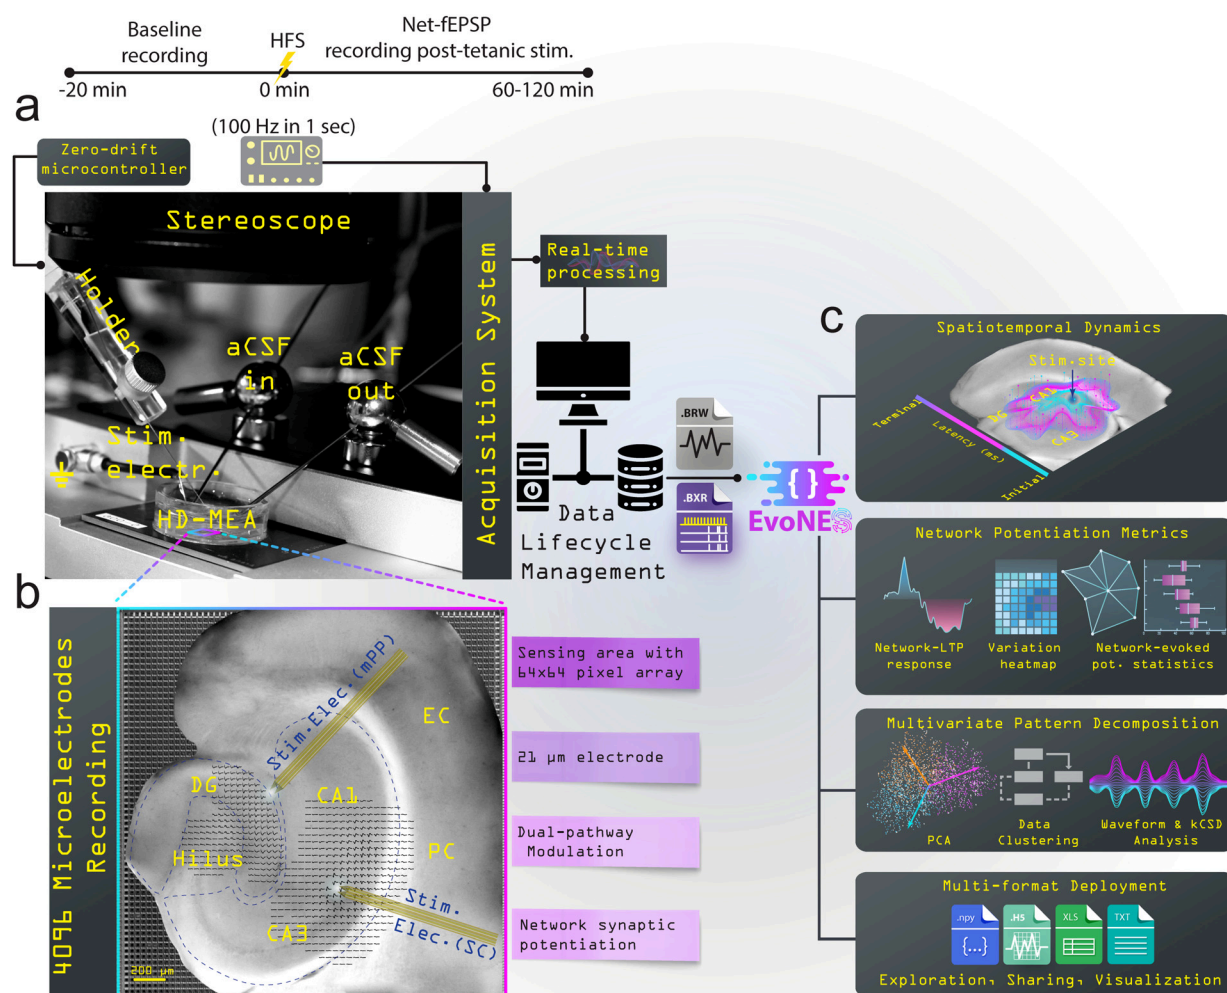 Baseline
recording
HFS
Net-fEPSP
recording post-tetanic stim.
-20 min
0 min
60-120 min
a
(100 Hz in 1 sec)
Zero-drift
microcontroller
Stereoscope
Holder
aCSF
in
aCSF
out
Stim.
electr.
HD-MEA
Acquisition System
Real-time
processing
.BRW
.BXR
Data
Lifecycle
Management
{ }
EvoNES
b
4096 Microelectrodes
Recording
Stim.Elec.(mPP)
EC
DG
CA1
Hilus
PC
CA3
Stim.
Elec.(SC)
200 µm
Sensing area with
64x64 pixel array
21 µm electrode
Dual-pathway
Modulation
Network synaptic
potentiation
c
Spatiotemporal Dynamics
Stim.site
DG
CA1
CA3
Terminal
Latency (ms)
Initial
Network Potentiation Metrics
Network-LTP
response
Variation
heatmap
Network-evoked
pot. statistics
Multivariate Pattern Decomposition
PCA
Data
Clustering
Waveform & kCSD
Analysis
Multi-format Deployment
.npy
{...}
.H5
XLS
TXT
Exploration, Sharing, Visualization